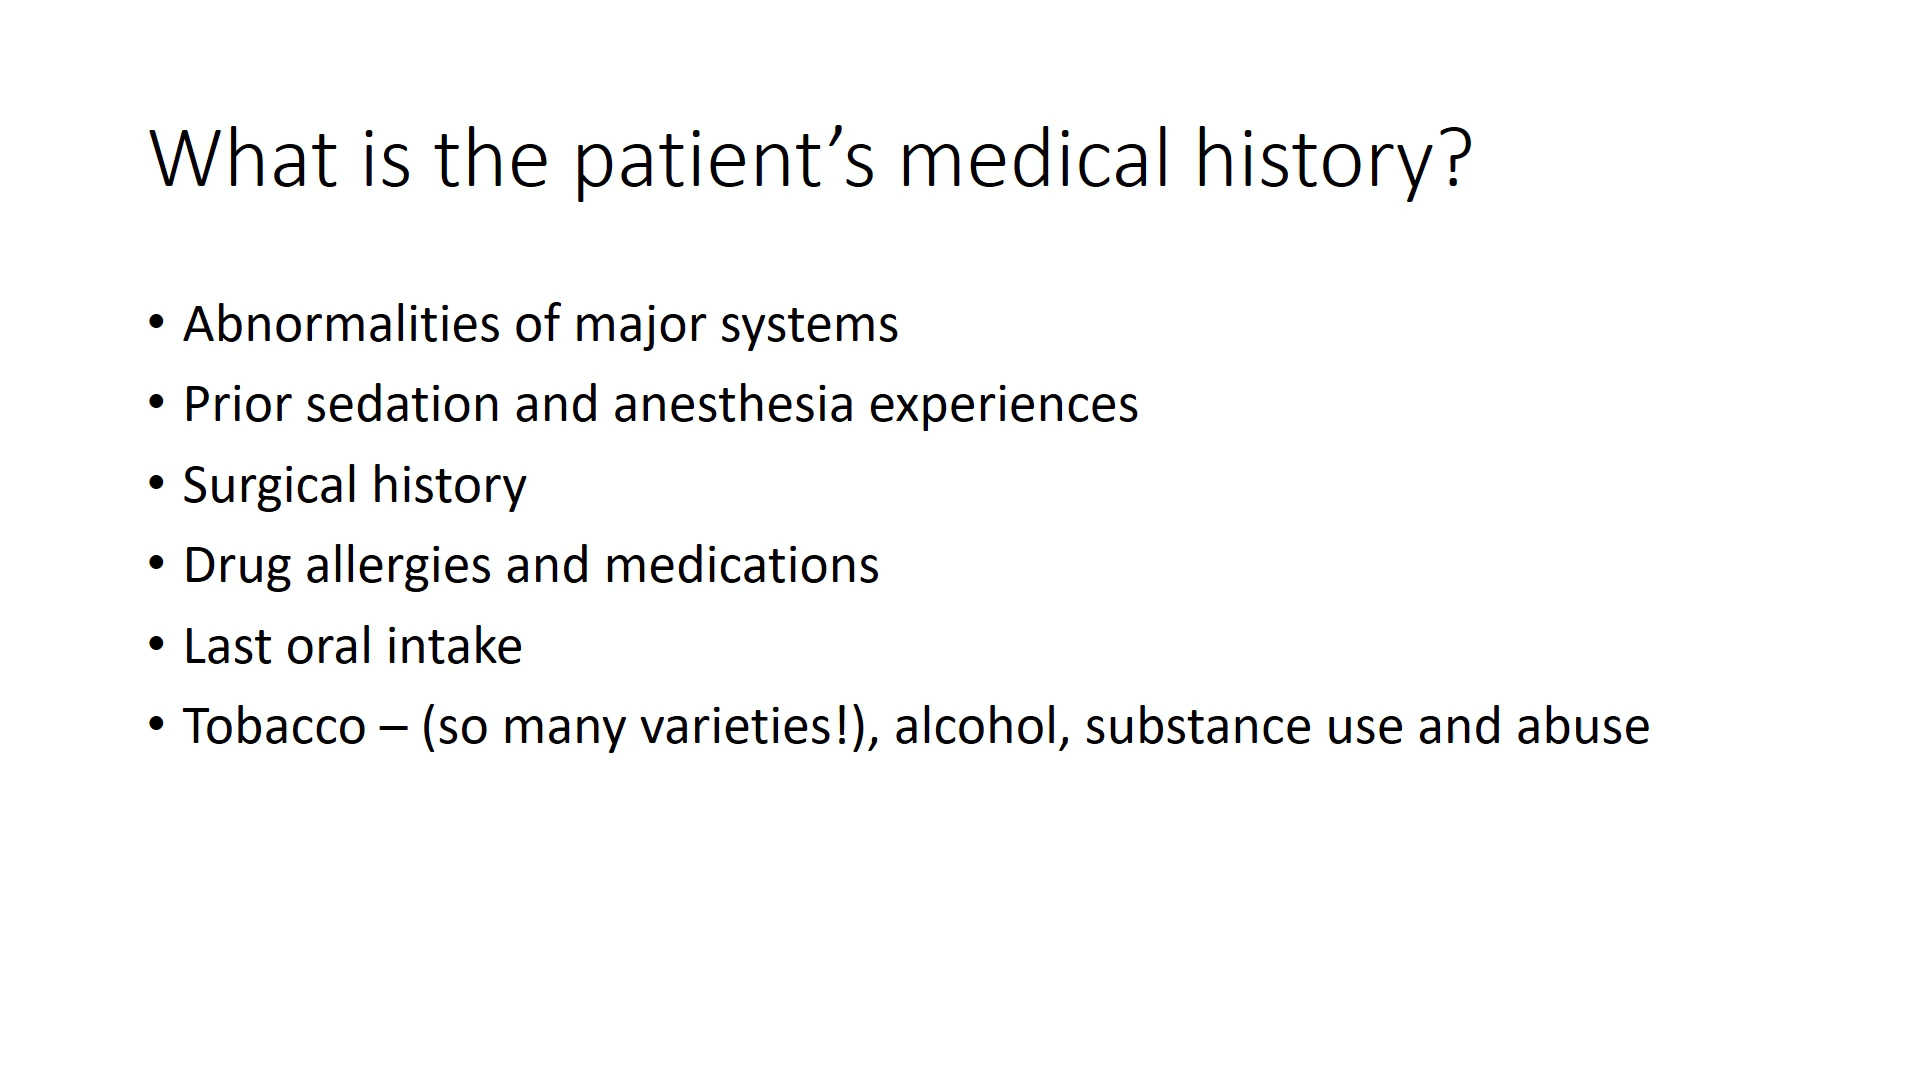 What is the patient’s medical history?
• Abnormalities of major systems
• Prior sedation and anesthesia experiences
• Surgical history
• Drug allergies and medications
• Last oral intake
• Tobacco – (so many varieties!), alcohol, substance use and abuse